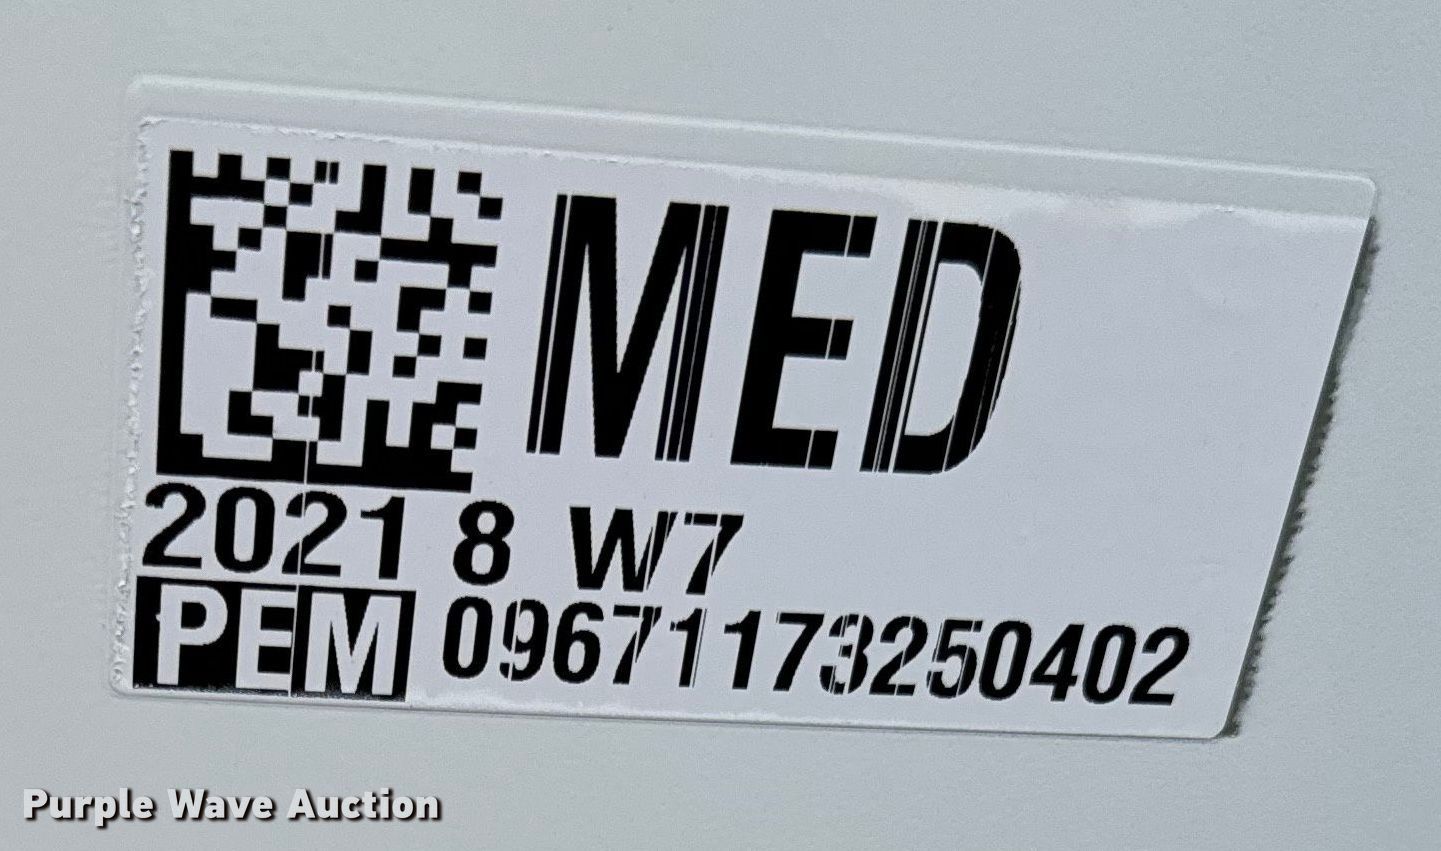 MED
2021 8 W7
PEM 09671173250402
Purple Wave Auction